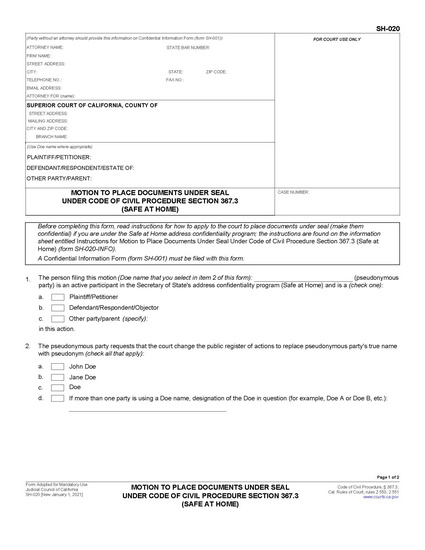 SH-020
(Party without an attorney should provide this information on Confidential Information Form (form SH-001))
FOR COURT USE ONLY
ATTORNEY NAME: STATE BAR NUMBER:
FIRM NAME:
STREET ADDRESS:
CITY: STATE: ZIP CODE:
TELEPHONE NO.: FAX NO.:
EMAIL ADDRESS:
ATTORNEY FOR (name):
SUPERIOR COURT OF CALIFORNIA, COUNTY OF
STREET ADDRESS:
MAILING ADDRESS:
CITY AND ZIP CODE:
BRANCH NAME:
(Use Doe name where appropriate)
PLAINTIFF/PETITIONER:
DEFENDANT/RESPONDENT/ESTATE OF:
OTHER PARTY/PARENT:
MOTION TO PLACE DOCUMENTS UNDER SEAL
UNDER CODE OF CIVIL PROCEDURE SECTION 367.3
(SAFE AT HOME)
CASE NUMBER:
Before completing this form, read instructions for how to apply to the court to place documents under seal (make them
confidential) if you are under the Safe at Home address confidentiality program; the instructions are found on the information
sheet entitled Instructions for Motion to Place Documents Under Seal Under Code of Civil Procedure Section 367.3 (Safe at
Home) (form SH-020-INFO).
A Confidential Information Form (form SH-001) must be filed with this form.
1. The person filing this motion (Doe name that you select in item 2 of this form): (pseudonymous
party) is an active participant in the Secretary of State's address confidentiality program (Safe at Home) and is a (check one):
a. Plaintiff/Petitioner
b. Defendant/Respondent/Objector
c. Other party/parent (specify):
in this action.
2. The pseudonymous party requests that the court change the public register of actions to replace pseudonymous party's true name
with pseudonym (check all that apply):
a. John Doe
b. Jane Doe
c. Doe
d. If more than one party is using a Doe name, designation of the Doe in question (for example, Doe A or Doe B, etc.):
Page 1 of 2
Form Adopted for Mandatory Use
Judicial Council of California
SH-020 [New January 1, 2021]
MOTION TO PLACE DOCUMENTS UNDER SEAL
UNDER CODE OF CIVIL PROCEDURE SECTION 367.3
(SAFE AT HOME)
Code of Civil Procedure, § 367.3;
Cal. Rules of Court, rules 2.550, 2.551
www.courts.ca.gov